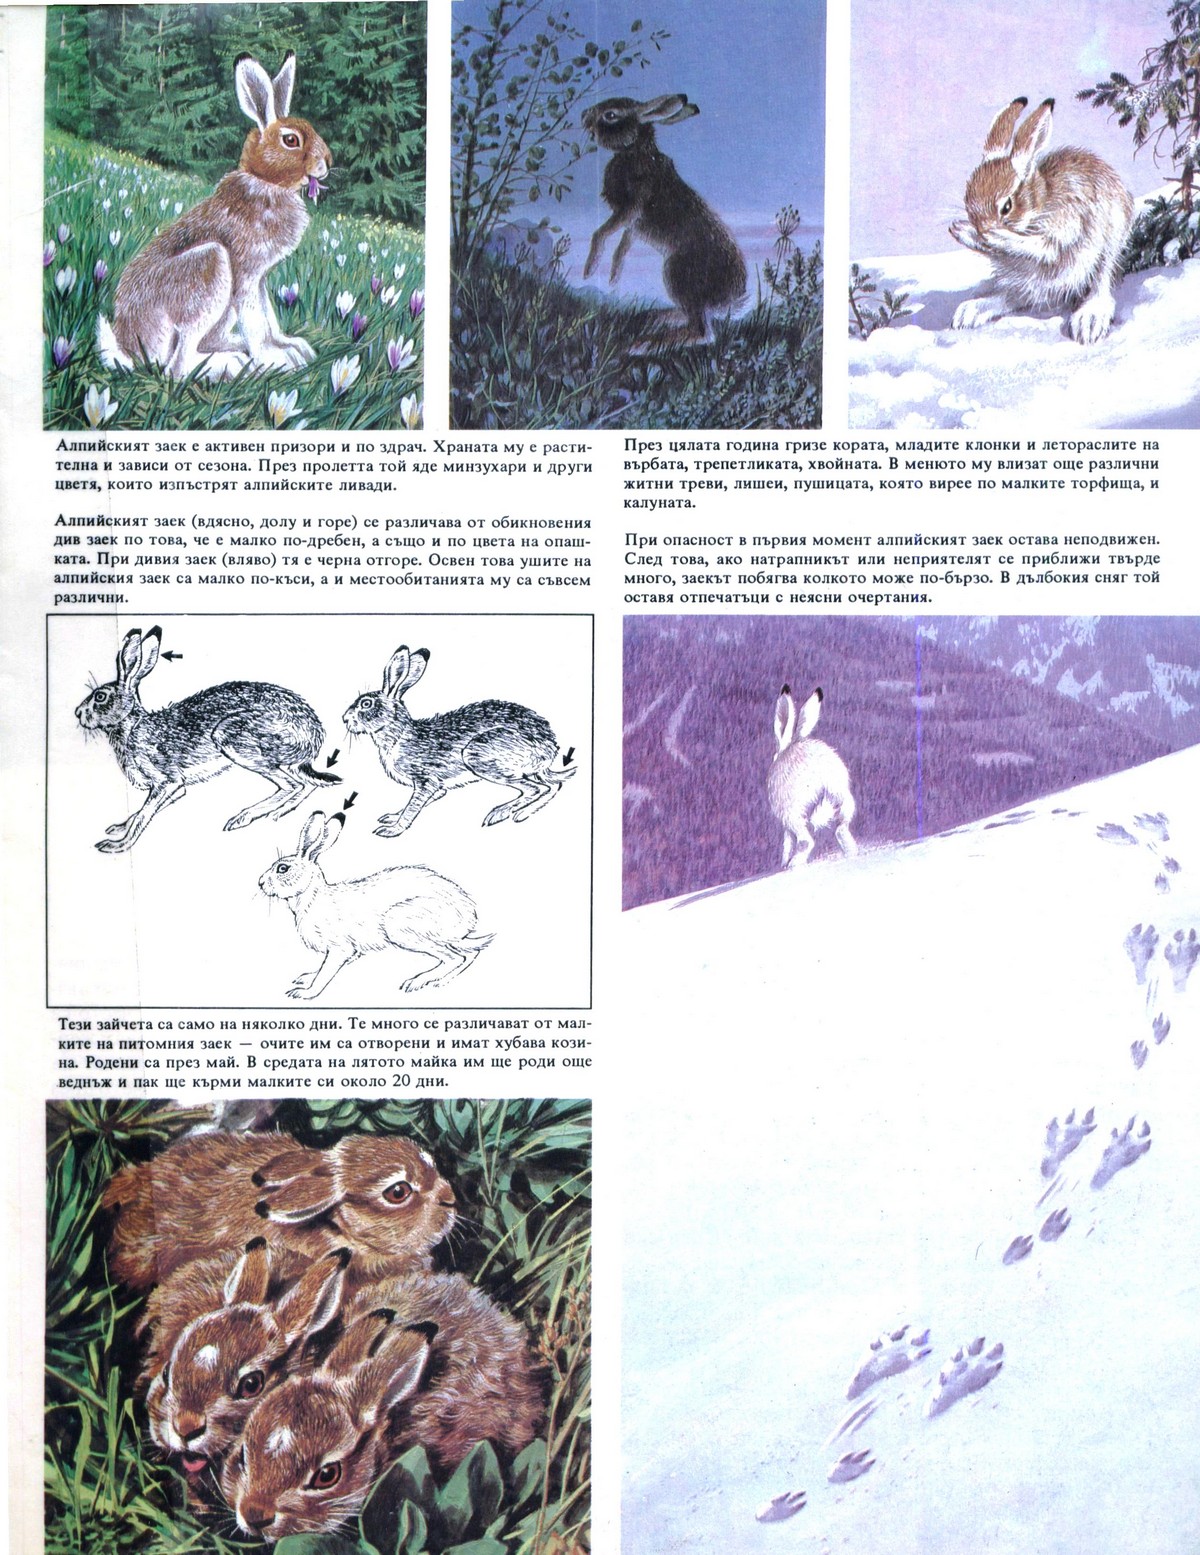 Алпийският заек е активен призори и по здрач. Храната му е расти-
телна и зависи от сезона. През пролетта той яде минзухари и други
цветя, които изпъстрят алпийските ливади.
Алпийският заек (вдясно, долу и горе) се различава от обикновения
див заек по това, че е малко по-дребен, а също и по цвета на опаш-
ката. При дивия заек (вляво) тя е черна отгоре. Освен това ушите на
алпийския заек са малко по-къси, а и местообитанията му са съвсем
различни.
Тези зайчета са само на няколко дни. Те много се различават от мал-
ките на питомния заек — очите им са отворени и имат хубава кози-
на. Родени са през май. В средата на лятото майка им ще роди още
веднъж и пак ще кърми малките си около 20 дни.
През цялата година гризе кората, младите клонки и летораслите на
върбата, трепетликата, хвойната. В менюто му влизат още различни
житни треви, лишеи, пушицата, която вирее по малките торфища, и
калуната.
При опасност в първия момент алпийският заек остава неподвижен.
След това, ако натрапникът или неприятелят се приближи твърде
много, заекът побягва колкото може по-бързо. В дълбокия сняг той
оставя отпечатъци с неясни очертания.